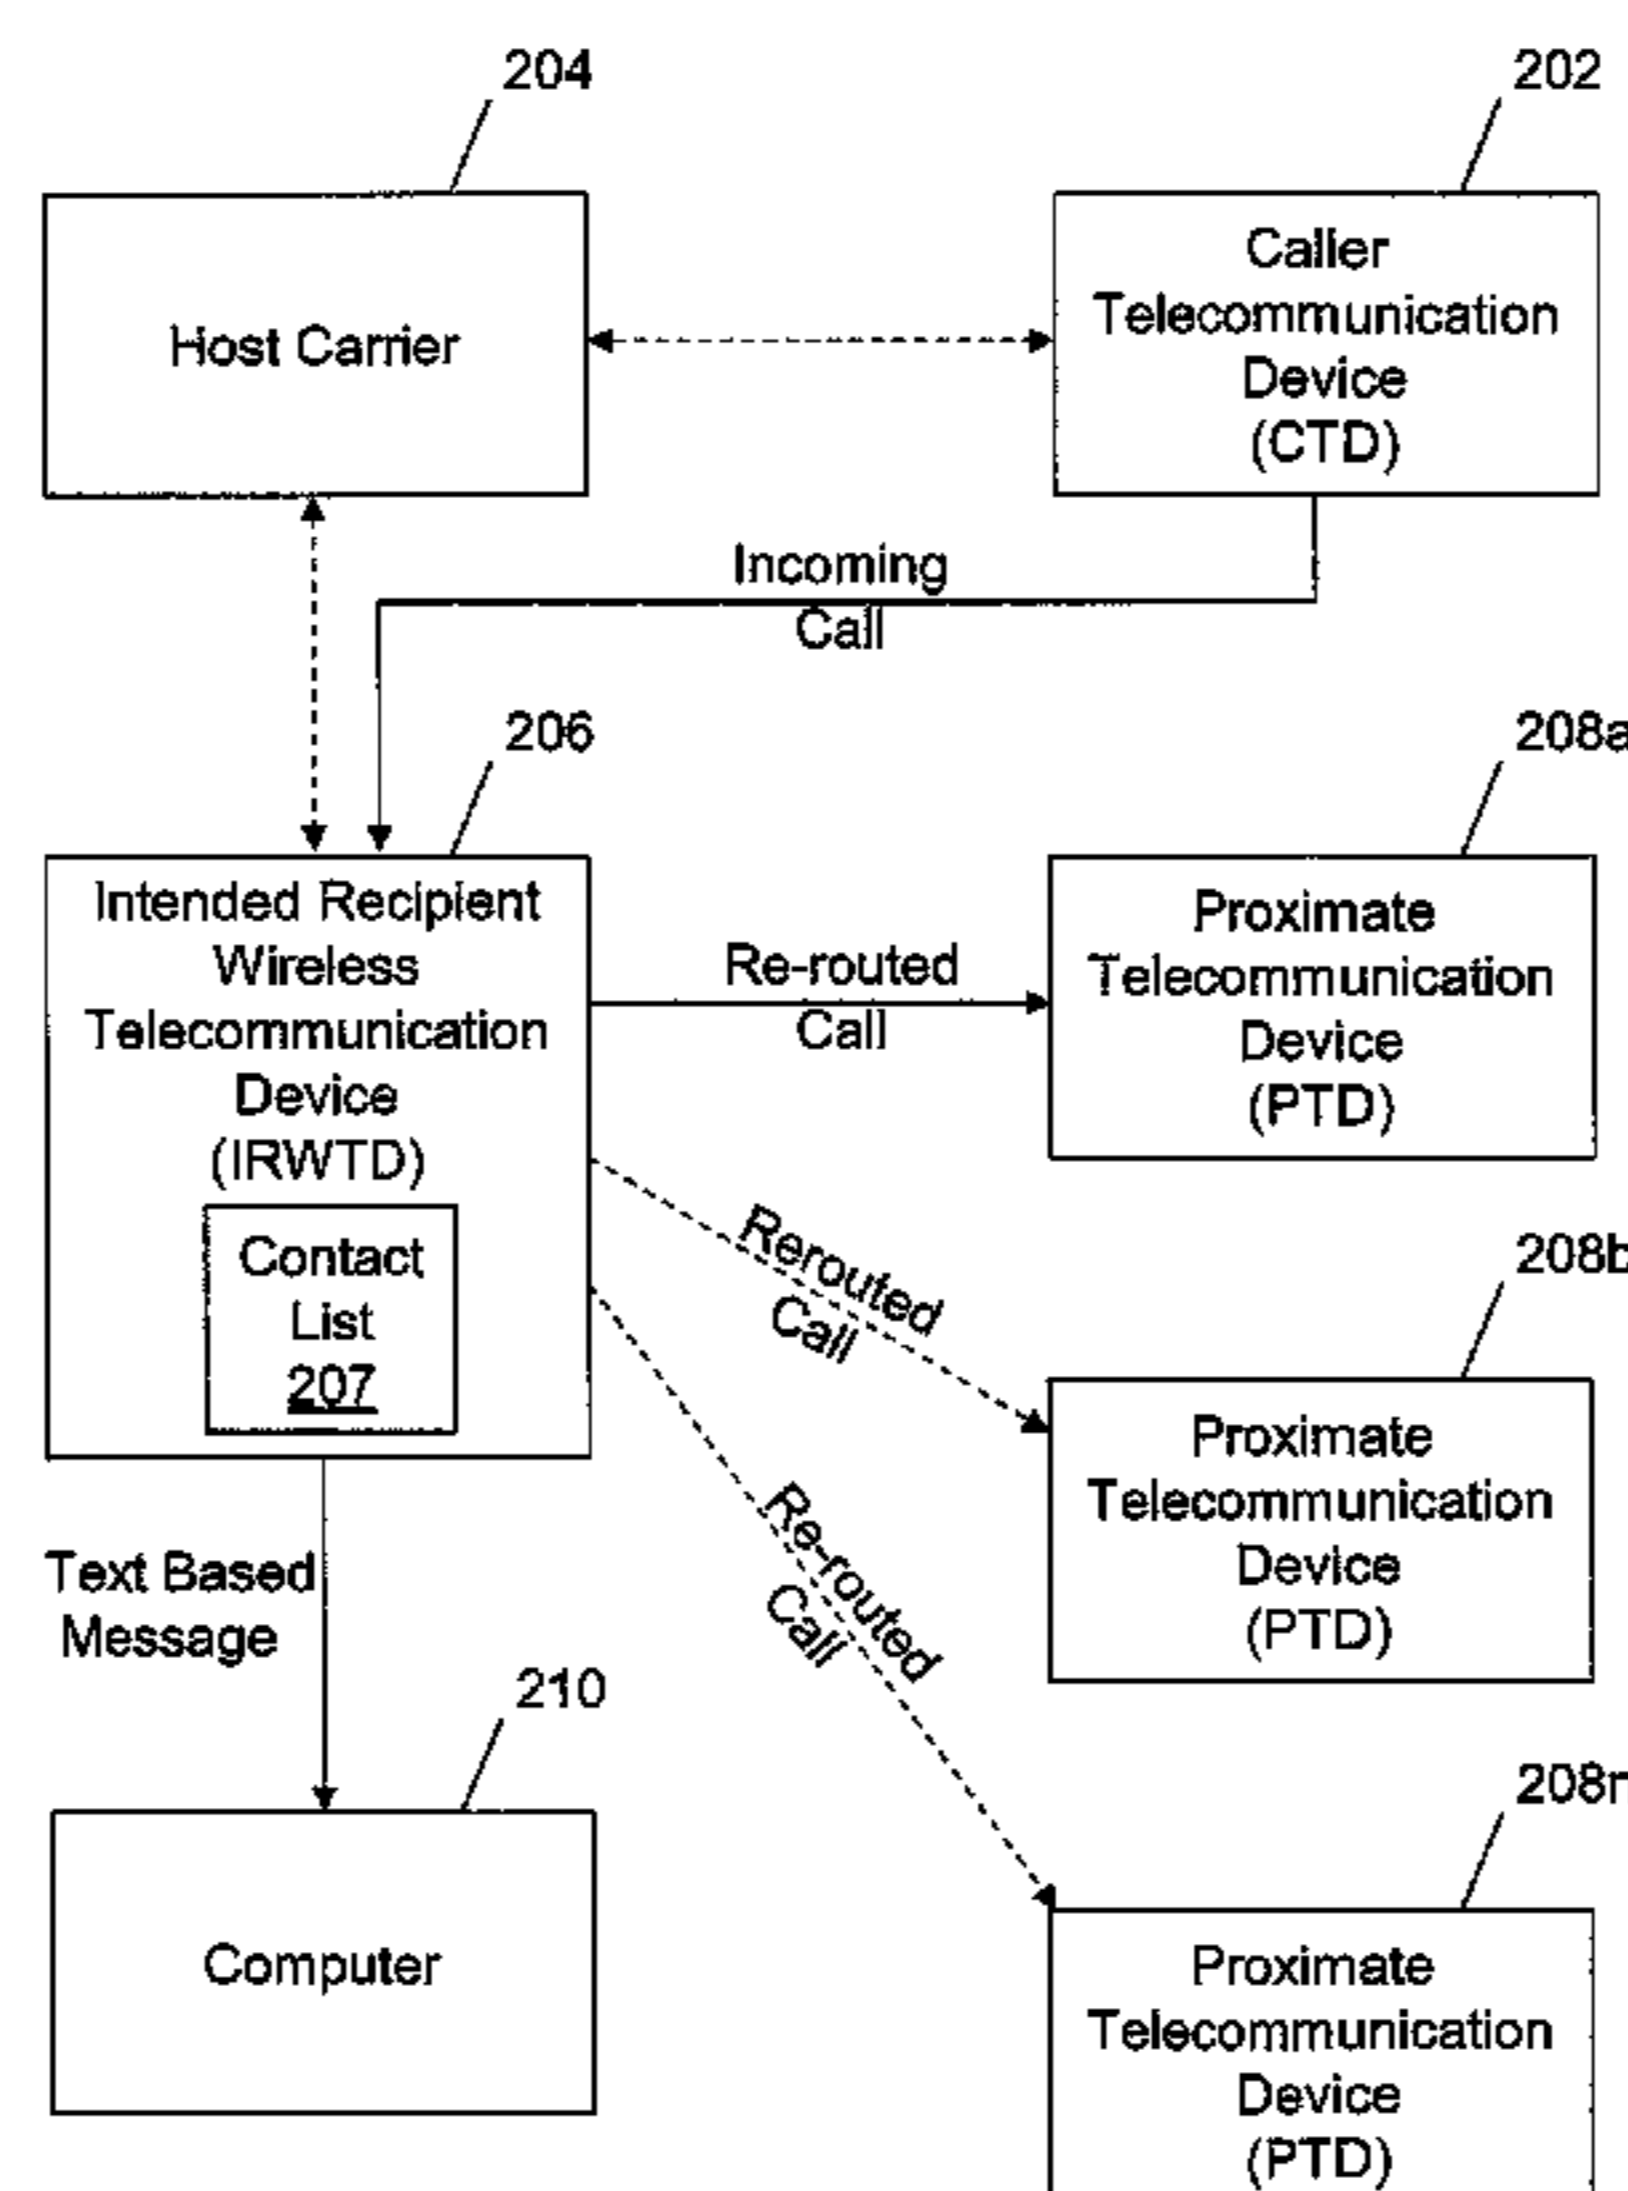 204
202
Host Carrier
Caller
Telecommunication
Device
(CTD)
Incoming
Call
206
208a
Intended Recipient
Wireless
Telecommunication
Device
(IRWTD)
Contact
List
207
Re-routed
Call
Proximate
Telecommunication
Device
(PTD)
Rerouted
Call
208b
Proximate
Telecommunication
Device
(PTD)
Re-routed
Call
Text Based
Message
210
208n
Computer
Proximate
Telecommunication
Device
(PTD)